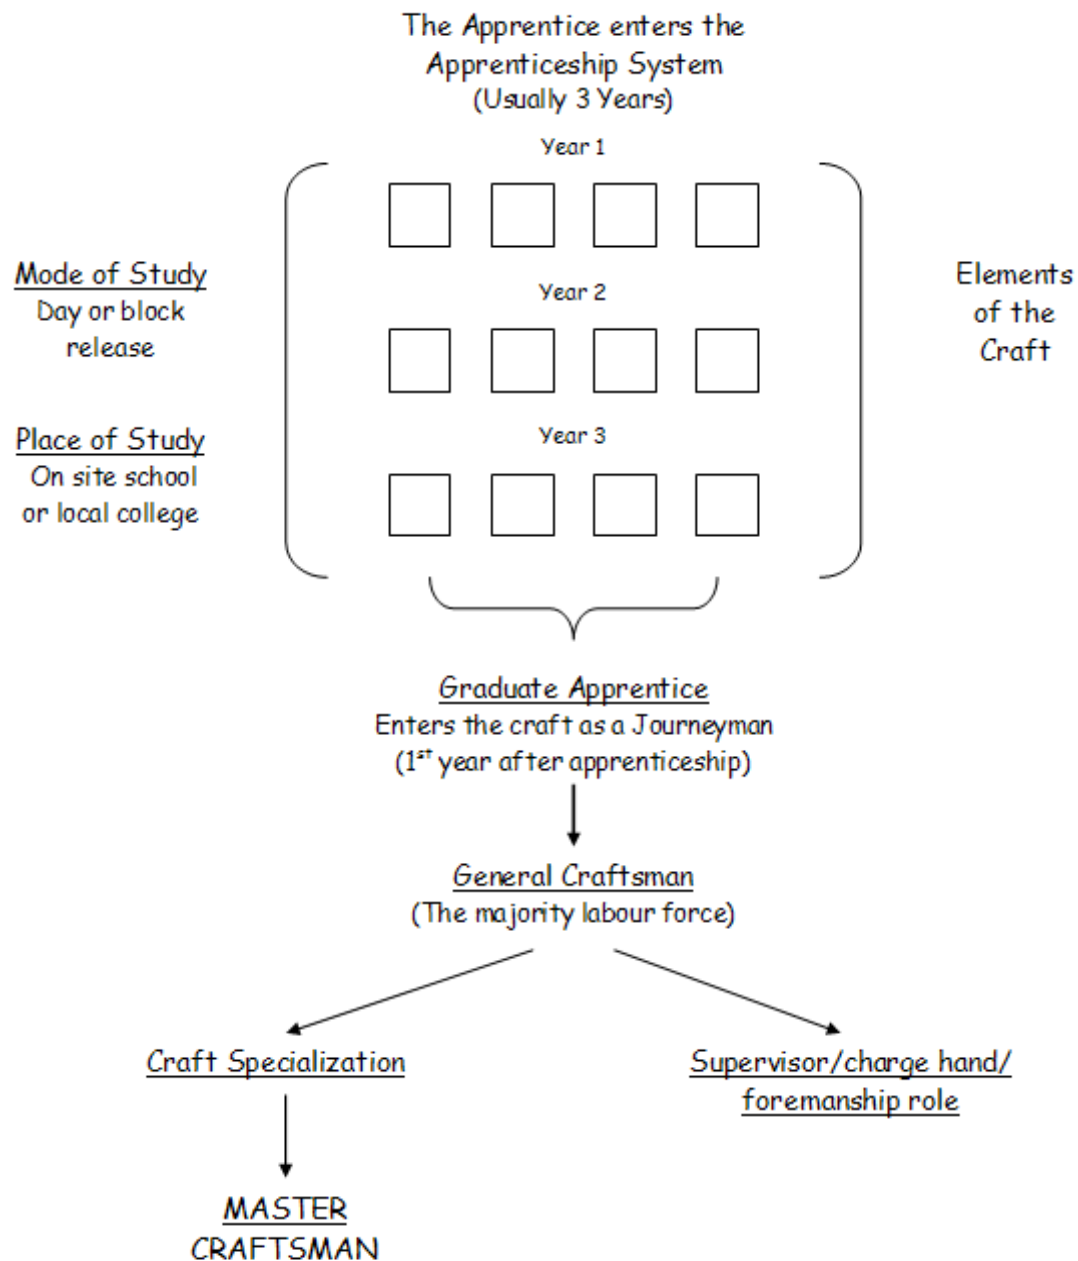 The Apprentice enters the
Apprenticeship System
(Usually 3 Years)
Year 1
Mode of Study
Day or block
release
Year 2
Elements
of the
Craft
Place of Study
On site school
or local college
Year 3
Graduate Apprentice
Enters the craft as a Journeyman
(1st year after apprenticeship)
General Craftsman
(The majority labour force)
Craft Specialization
Supervisor/charge hand/
foremanship role
MASTER
CRAFTSMAN